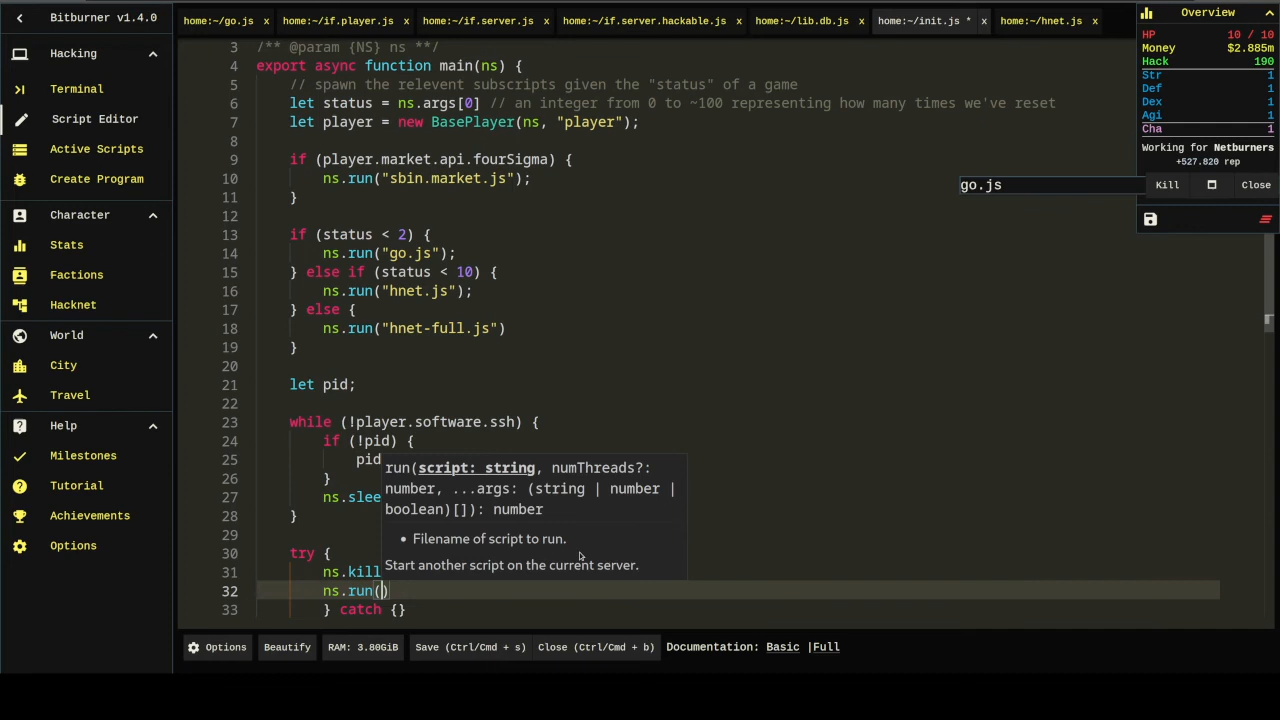 Bitburner v1.4.0
Hacking
Terminal
Script Editor
Active Scripts
Create Program
Character
Stats
Factions
Hacknet
World
City
Travel
Help
Milestones
Tutorial
Achievements
Options
home:~/go.js x
home:~/if.player.js x
home:~/if.server.js x
home:~/if.server.hackable.js x
home:~/lib.db.js x
home:~/init.js * x
home:~/hnet.js x
3 /** @param {NS} ns **/
4 export async function main(ns) {
5 // spawn the relevent subscripts given the "status" of a game
6 let status = ns.args[0] // an integer from 0 to ~100 representing how many times we've reset
7 let player = new BasePlayer(ns, "player");
8
9 if (player.market.api.fourSigma) {
10 ns.run("sbin.market.js");
11 }
12
13 if (status < 2) {
14 ns.run("go.js");
15 } else if (status < 10) {
16 ns.run("hnet.js");
17 } else {
18 ns.run("hnet-full.js")
19 }
20
21 let pid;
22
23 while (!player.software.ssh) {
24 if (!pid) {
25 pid
26 }
27 ns.slee
28 }
29
30 try {
31 ns.kill
32 ns.run()
33 } catch {}
run(script: string, numThreads?:
number, ...args: (string | number |
boolean)[]): number
• Filename of script to run.
Start another script on the current server.
go.js
Overview
HP 10 / 10
Money $2.885m
Hack 190
Str 1
Def 1
Dex 1
Agi 1
Cha 1
Working for Netburners
+527.820 rep
Kill
Close
Options
Beautify
RAM: 3.80GiB
Save (Ctrl/Cmd + s)
Close (Ctrl/Cmd + b)
Documentation: Basic |Full